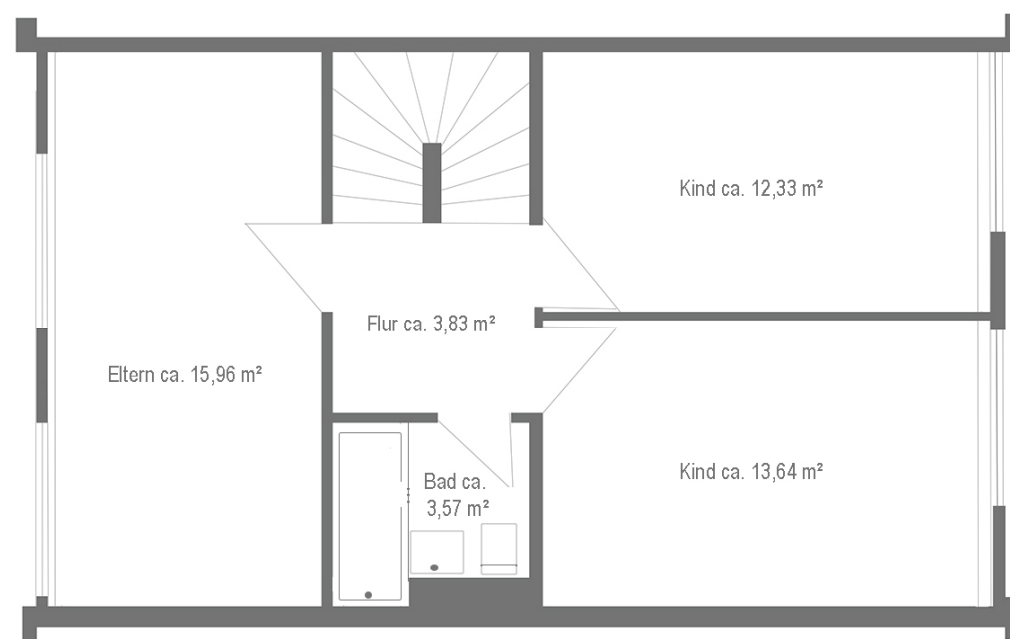 Kind ca. 12,33 m²
Flur ca. 3,83 m²
Eltern ca. 15,96 m²
Kind ca. 13,64 m²
Bad ca.
3,57 m²